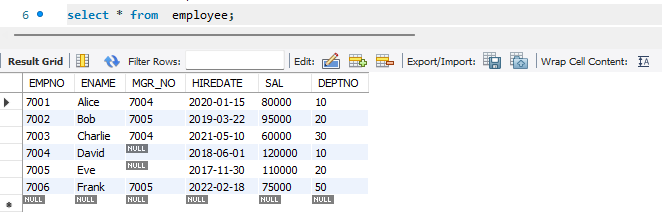 6 select * from employee;
Result Grid Filter Rows: Edit: Export/Import: Wrap Cell Content: IA
EMPNO ENAME MGR_NO HIREDATE SAL DEPTNO
7001 Alice 7004 2020-01-15 80000 10
7002 Bob 7005 2019-03-22 95000 20
7003 Charlie 7004 2021-05-10 60000 30
7004 David NULL 2018-06-01 120000 10
7005 Eve NULL 2017-11-30 110000 20
7006 Frank 7005 2022-02-18 75000 50
NULL NULL NULL NULL NULL NULL